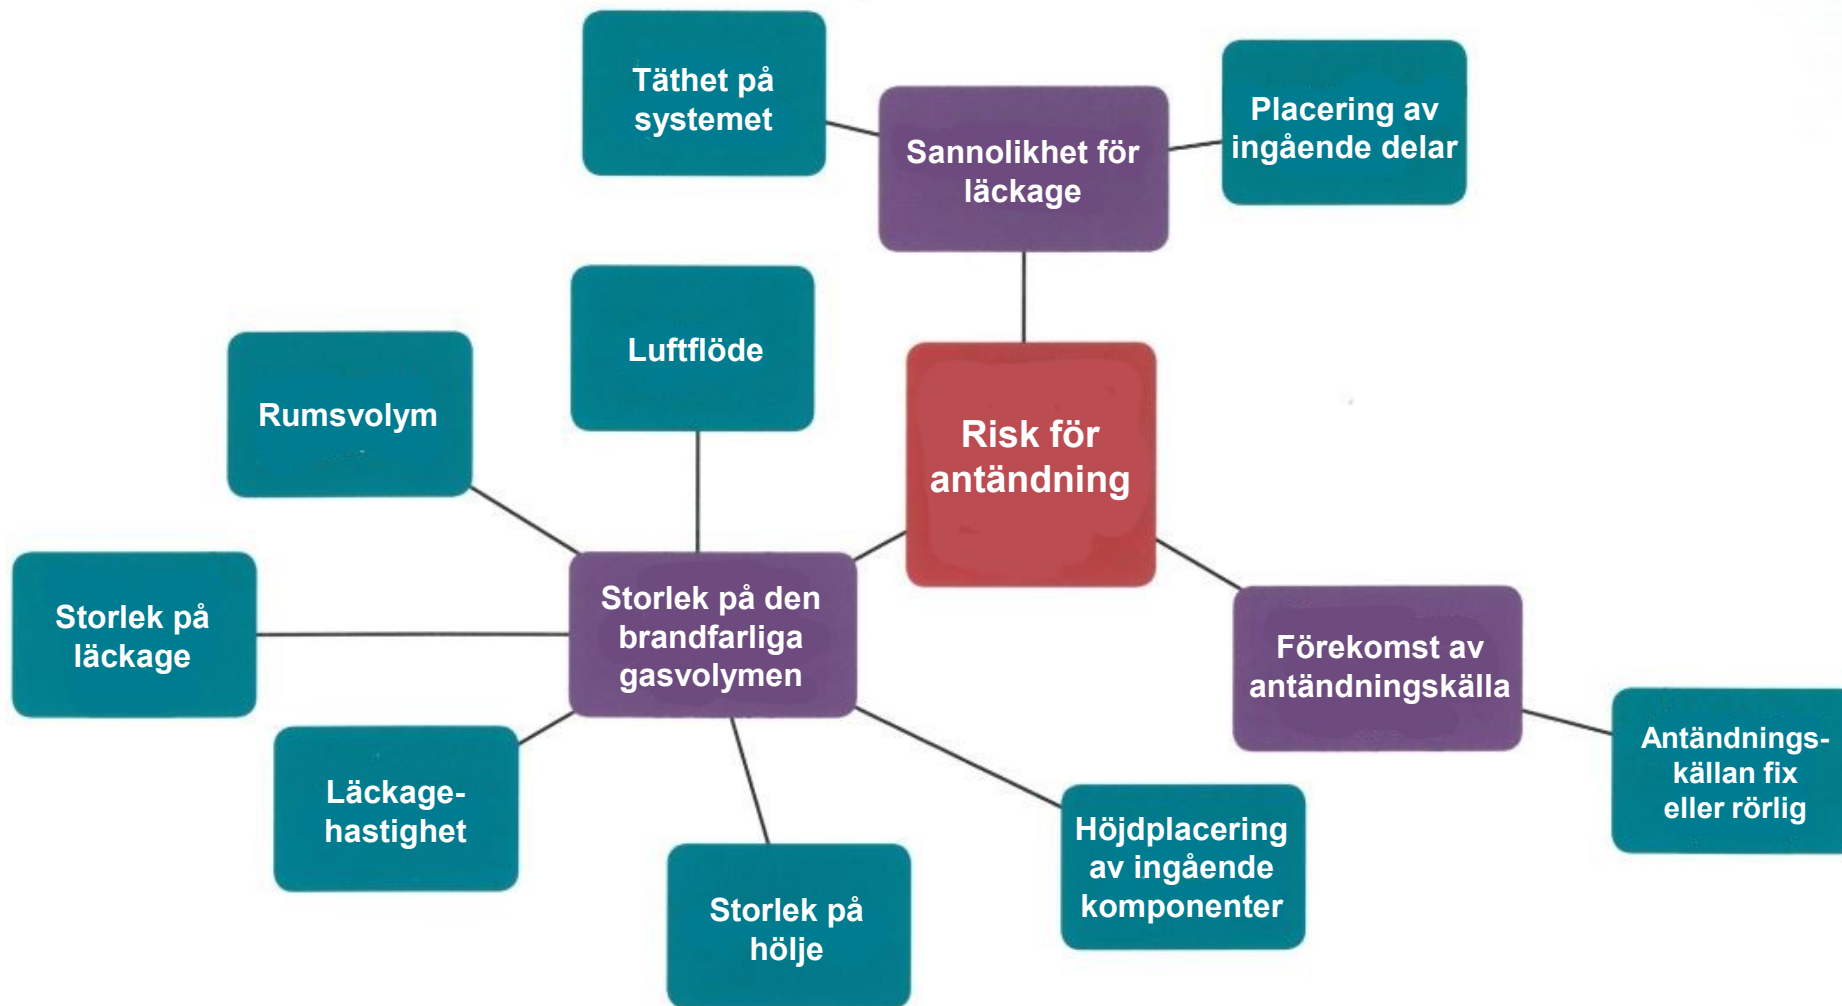 Täthet på
systemet
Sannolikhet för
läckage
Placering av
ingående delar
Luftflöde
Rumsvolym
Risk för
antändning
Storlek på
läckage
Storlek på den
brandfarliga
gasvolymen
Förekomst av
antändningskälla
Antändnings-
källan fix
eller rörlig
Läckage-
hastighet
Storlek på
hölje
Höjdplacering
av ingående
komponenter